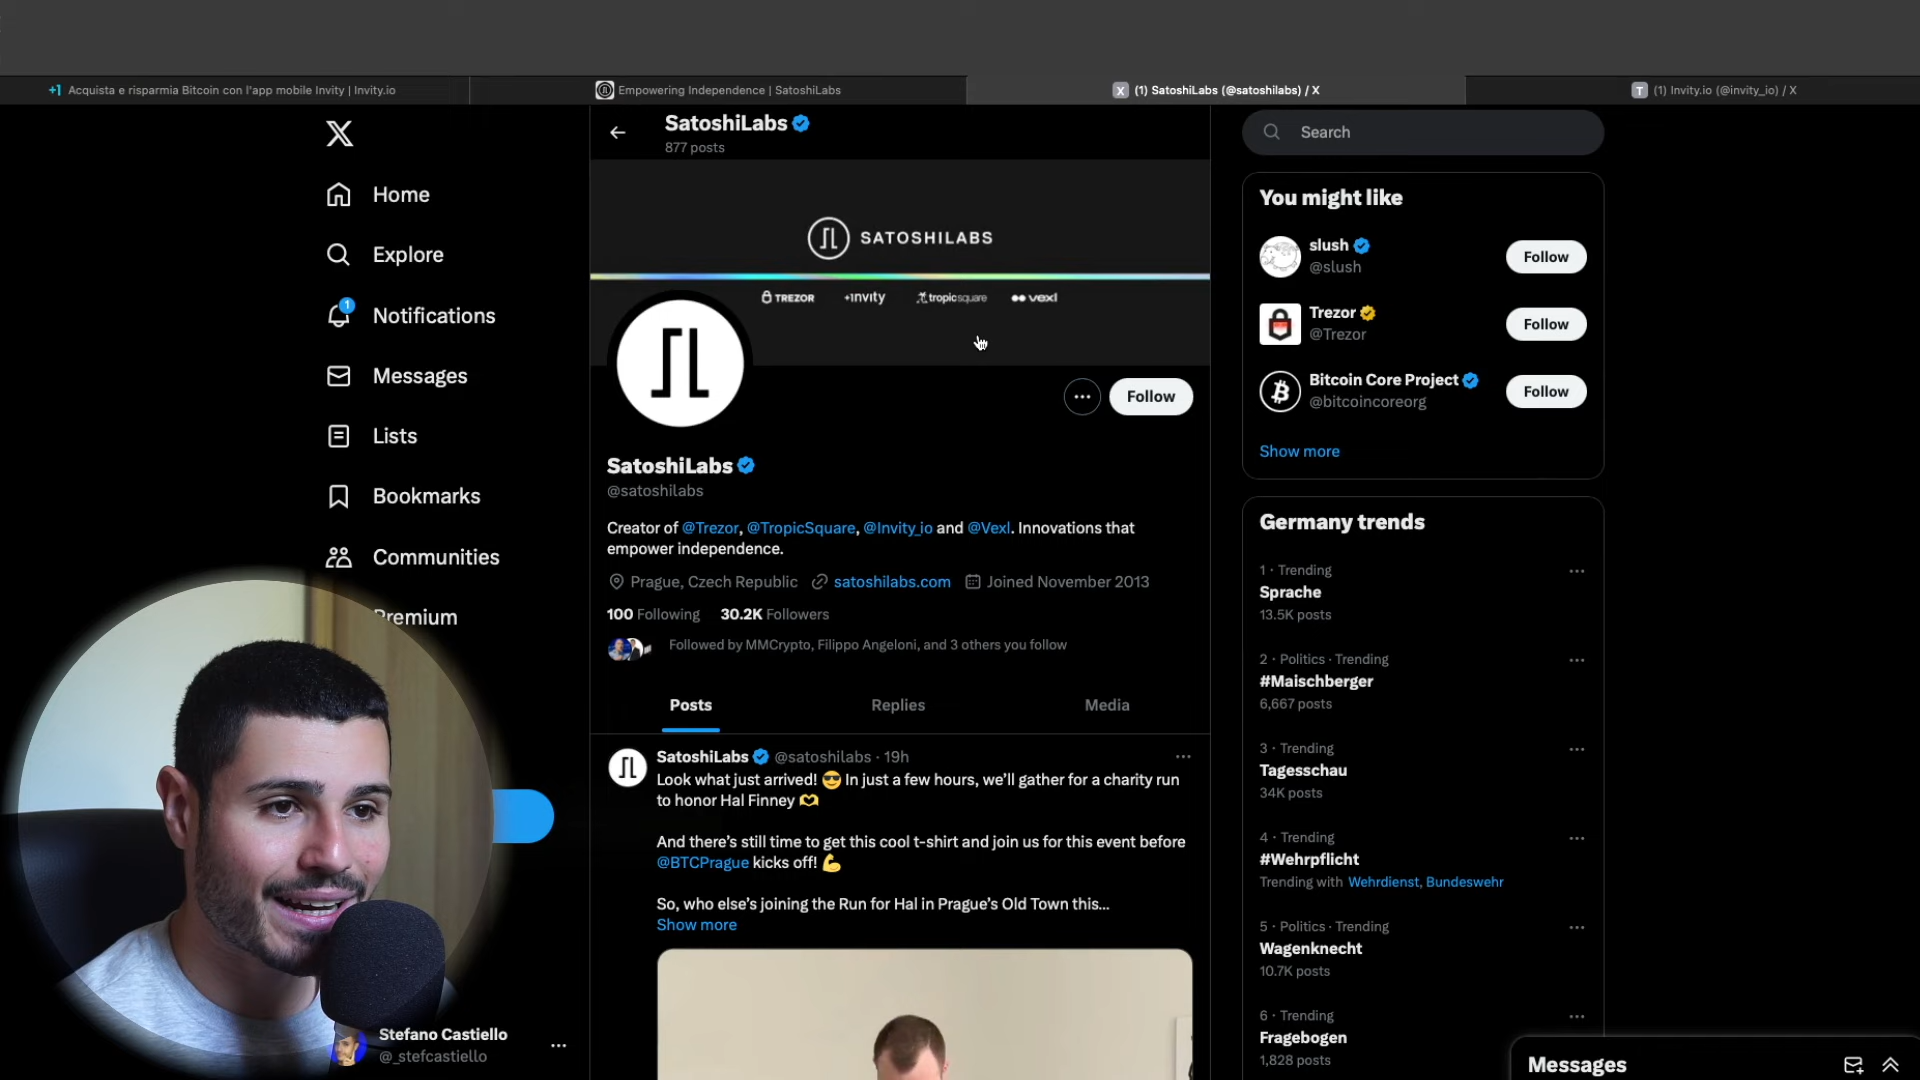 +1 Acquista e risparmia Bitcoin con l'app mobile Invity | Invity.io
Empowering Independence | SatoshiLabs
X (1) SatoshiLabs (@satoshilabs) / X
T (1) Invity.io (@invity_io) / X
X
Home
Explore
1
Notifications
Messages
Lists
Bookmarks
Communities
Premium
Stefano Castiello
@_stefcastiello
SatoshiLabs
877 posts
SATOSHILABS
TREZOR +invity tropicsquare vexl
Follow
SatoshiLabs
@satoshilabs
Creator of @Trezor, @TropicSquare, @Invity_io and @Vexl. Innovations that
empower independence.
Prague, Czech Republic satoshilabs.com Joined November 2013
100 Following 30.2K Followers
Followed by MMCrypto, Filippo Angeloni, and 3 others you follow
Posts Replies Media
SatoshiLabs @satoshilabs · 19h
Look what just arrived! 😎 In just a few hours, we'll gather for a charity run
to honor Hal Finney 🫶
And there's still time to get this cool t-shirt and join us for this event before
@BTCPrague kicks off! 💪
So, who else's joining the Run for Hal in Prague's Old Town this...
Show more
Search
You might like
slush
@slush
Follow
Trezor
@Trezor
Follow
Bitcoin Core Project
@bitcoincoreorg
Follow
Show more
Germany trends
1 · Trending
Sprache
13.5K posts
2 · Politics · Trending
#Maischberger
6,667 posts
3 · Trending
Tagesschau
34K posts
4 · Trending
#Wehrpflicht
Trending with Wehrdienst, Bundeswehr
5 · Politics · Trending
Wagenknecht
10.7K posts
6 · Trending
Fragebogen
1,828 posts
Messages